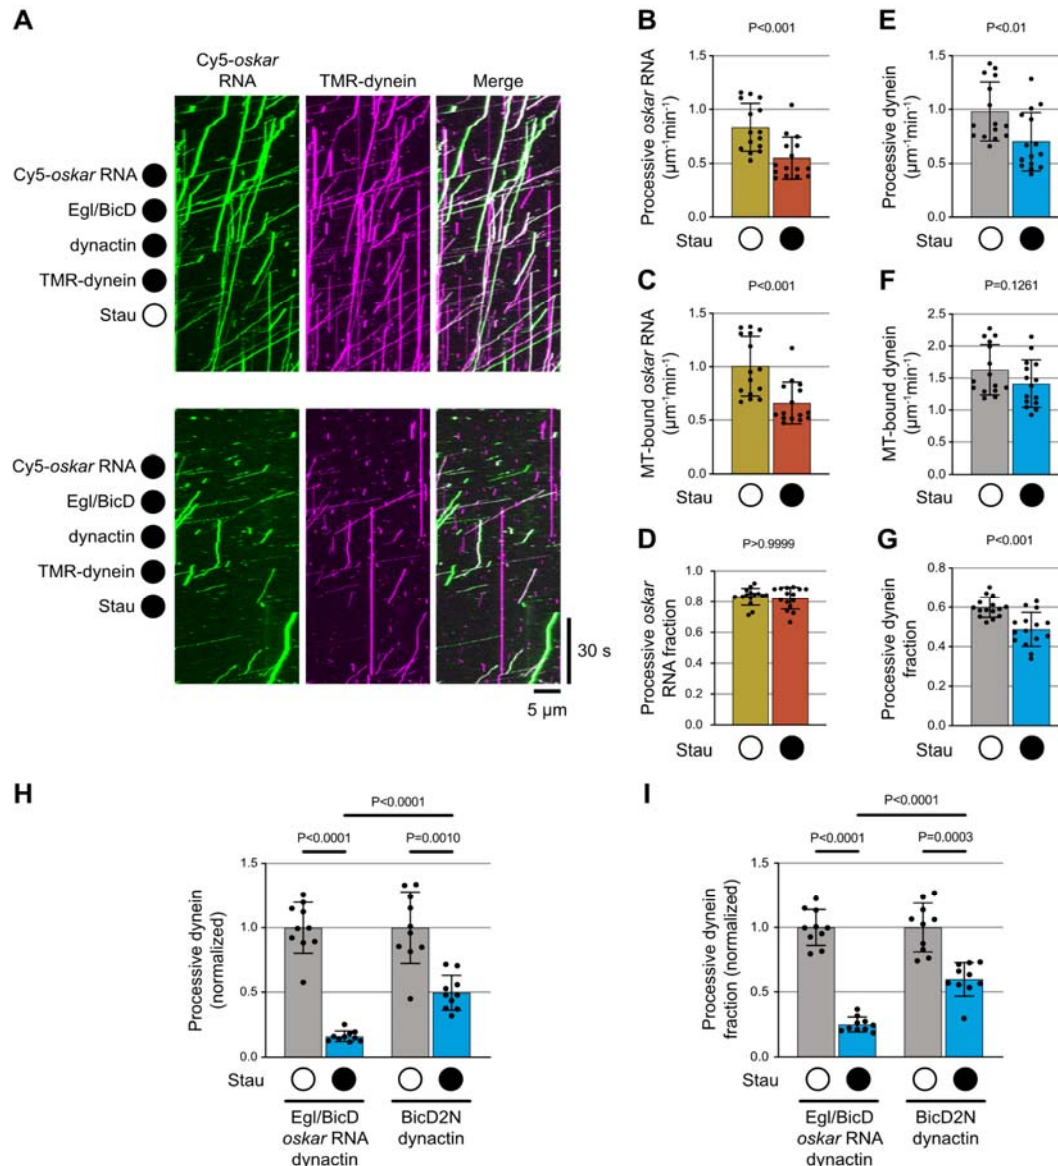 A
Cy5-oskar
RNA
TMR-dynein
Merge
Cy5-oskar RNA
Egl/BicD
dynactin
TMR-dynein
Stau
Cy5-oskar RNA
Egl/BicD
dynactin
TMR-dynein
Stau
30 s
5 µm
B
P<0.001
Processive oskar RNA
(µm⁻¹min⁻¹)
1.5
1.0
0.5
0.0
Stau
E
P<0.01
Processive dynein
(µm⁻¹min⁻¹)
1.5
1.0
0.5
0.0
Stau
C
P<0.001
MT-bound oskar RNA
(µm⁻¹min⁻¹)
1.5
1.0
0.5
0.0
Stau
F
P=0.1261
MT-bound dynein
(µm⁻¹min⁻¹)
2.5
2.0
1.5
1.0
0.5
0.0
Stau
D
P>0.9999
Processive oskar
RNA fraction
1.0
0.8
0.6
0.4
0.2
0.0
Stau
G
P<0.001
Processive dynein
fraction
0.8
0.6
0.4
0.2
0.0
Stau
H
P<0.0001
P<0.0001
P=0.0010
Processive dynein
(normalized)
1.5
1.0
0.5
0.0
Stau
Egl/BicD
oskar RNA
dynactin
BicD2N
dynactin
I
P<0.0001
P<0.0001
P=0.0003
Processive dynein
fraction (normalized)
1.5
1.0
0.5
0.0
Stau
Egl/BicD
oskar RNA
dynactin
BicD2N
dynactin